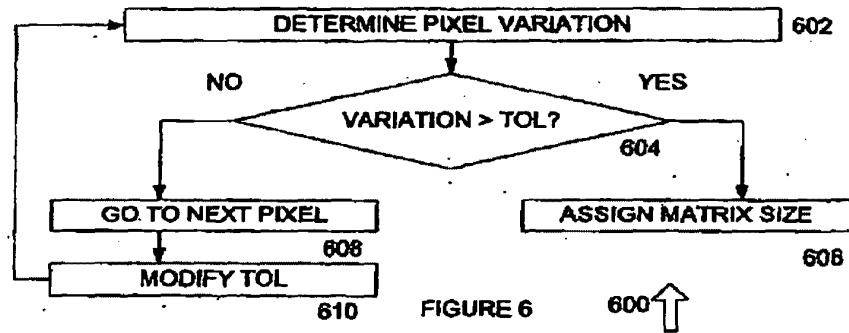 DETERMINE PIXEL VARIATION
602
NO
YES
VARIATION > TOL?
604
GO TO NEXT PIXEL
608
ASSIGN MATRIX SIZE
608
MODIFY TOL
610
FIGURE 6
600